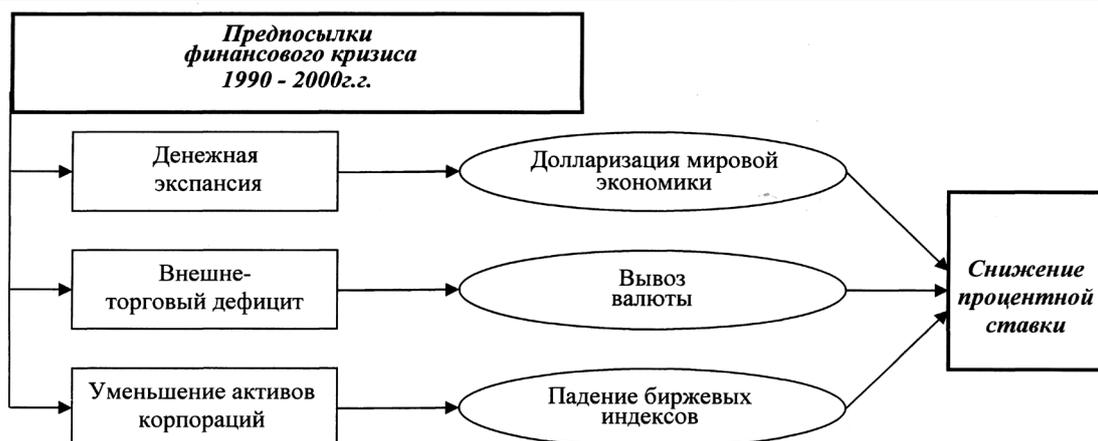 Предпосылки
финансового кризиса
1990 - 2000г.г.
Денежная
экспансия
Долларизация мировой
экономики
Внешне-
торговый дефицит
Вывоз
валюты
Снижение
процентной
ставки
Уменьшение активов
корпораций
Падение биржевых
индексов